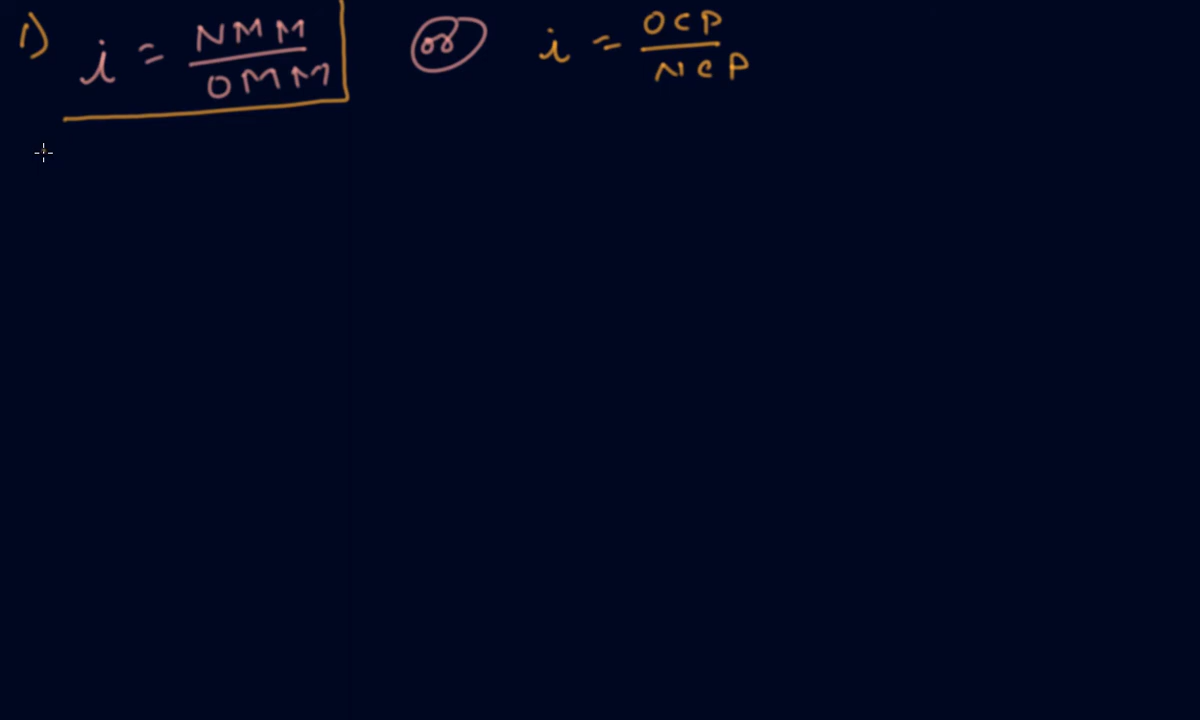 1) i = NMM / OMM or i = OCP / NCP